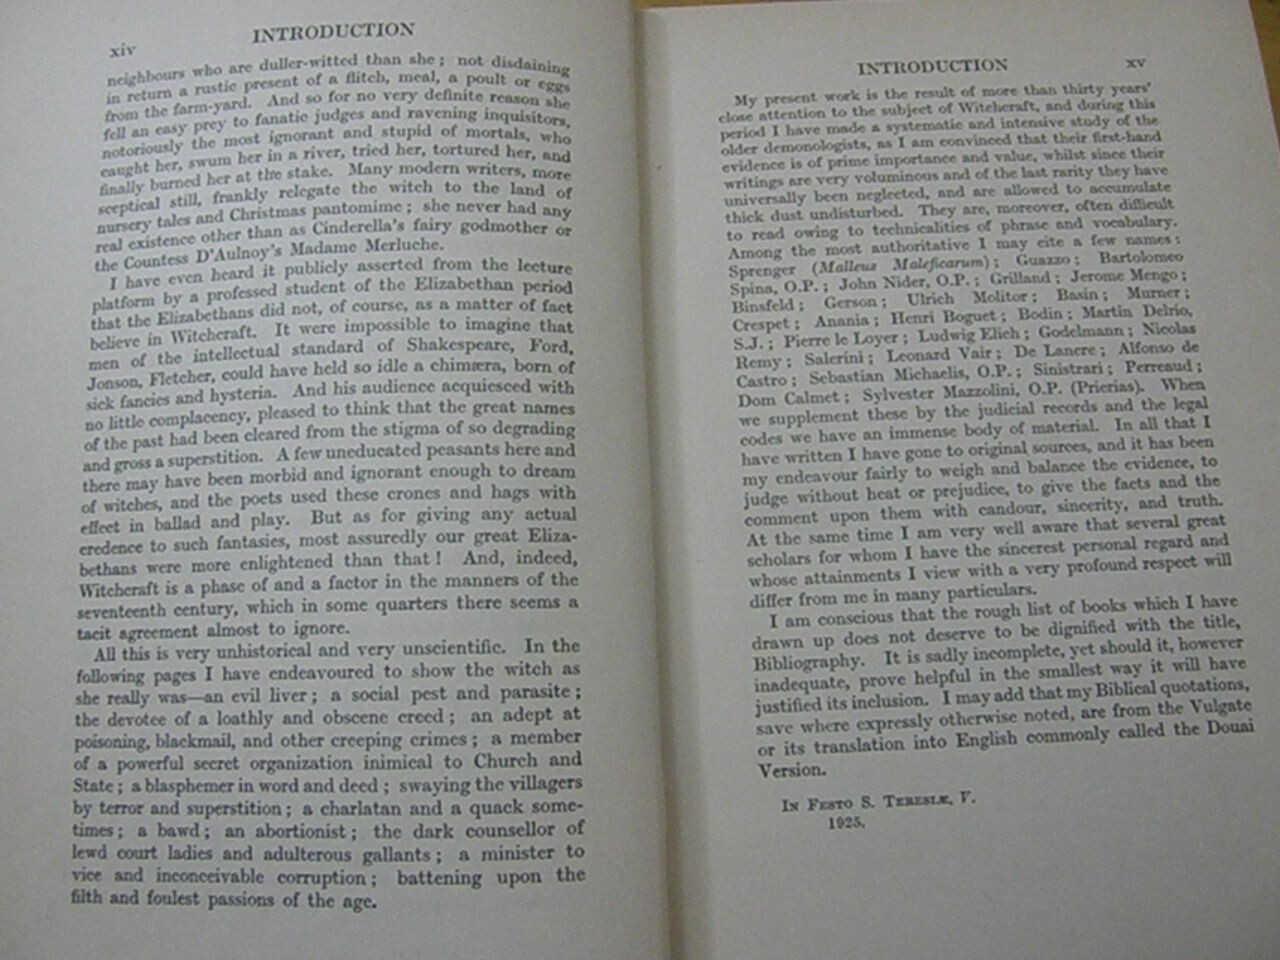 xiv
INTRODUCTION
neighbours who are duller-witted than she; not disdaining
in return a rustic present of a flitch, meal, a poult or eggs
from the farm-yard. And so for no very definite reason she
fell an easy prey to fanatic judges and ravening inquisitors,
notoriously the most ignorant and stupid of mortals, who
caught her, swum her in a river, tried her, tortured her, and
finally burned her at the stake. Many modern writers, more
sceptical still, frankly relegate the witch to the land of
nursery tales and Christmas pantomime; she never had any
real existence other than as Cinderella's fairy godmother or
the Countess D'Aulnoy's Madame Merluche.
I have even heard it publicly asserted from the lecture
platform by a professed student of the Elizabethan period
that the Elizabethans did not, of course, as a matter of fact
believe in Witchcraft. It were impossible to imagine that
men of the intellectual standard of Shakespeare, Ford,
Jonson, Fletcher, could have held so idle a chimæra, born of
sick fancies and hysteria. And his audience acquiesced with
no little complacency, pleased to think that the great names
of the past had been cleared from the stigma of so degrading
and gross a superstition. A few uneducated peasants here and
there may have been morbid and ignorant enough to dream
of witches, and the poets used these crones and hags with
effect in ballad and play. But as for giving any actual
credence to such fantasies, most assuredly our great Eliza-
bethans were more enlightened than that! And, indeed,
Witchcraft is a phase of and a factor in the manners of the
seventeenth century, which in some quarters there seems a
tacit agreement almost to ignore.
All this is very unhistorical and very unscientific. In the
following pages I have endeavoured to show the witch as
she really was—an evil liver; a social pest and parasite;
the devotee of a loathly and obscene creed; an adept at
poisoning, blackmail, and other creeping crimes; a member
of a powerful secret organization inimical to Church and
State; a blasphemer in word and deed; swaying the villagers
by terror and superstition; a charlatan and a quack some-
times; a bawd; an abortionist; the dark counsellor of
lewd court ladies and adulterous gallants; a minister to
vice and inconceivable corruption; battening upon the
filth and foulest passions of the age.
INTRODUCTION
xv
My present work is the result of more than thirty years'
close attention to the subject of Witchcraft, and during this
period I have made a systematic and intensive study of the
older demonologists, as I am convinced that their first-hand
evidence is of prime importance and value, whilst since their
writings are very voluminous and of the last rarity they have
universally been neglected, and are allowed to accumulate
thick dust undisturbed. They are, moreover, often difficult
to read owing to technicalities of phrase and vocabulary.
Among the most authoritative I may cite a few names:
Sprenger (Malleus Maleficarum); Guazzo; Bartolomeo
Spina, O.P.; John Nider, O.P.; Grilland; Jerome Mengo;
Binsfeld; Gerson; Ulrich Molitor; Basin; Murner;
Crespet; Anania; Henri Boguet; Bodin; Martin Delrio,
S.J.; Pierre le Loyer; Ludwig Elich; Godelmann; Nicolas
Remy; Salerini; Leonard Vair; De Lancre; Alfonso de
Castro; Sebastian Michaelis, O.P.; Sinistrari; Perreaud;
Dom Calmet; Sylvester Mazzolini, O.P. (Prierias). When
we supplement these by the judicial records and the legal
codes we have an immense body of material. In all that I
have written I have gone to original sources, and it has been
my endeavour fairly to weigh and balance the evidence, to
judge without heat or prejudice, to give the facts and the
comment upon them with candour, sincerity, and truth.
At the same time I am very well aware that several great
scholars for whom I have the sincerest personal regard and
whose attainments I view with a very profound respect will
differ from me in many particulars.
I am conscious that the rough list of books which I have
drawn up does not deserve to be dignified with the title,
Bibliography. It is sadly incomplete, yet should it, however
inadequate, prove helpful in the smallest way it will have
justified its inclusion. I may add that my Biblical quotations,
save where expressly otherwise noted, are from the Vulgate
or its translation into English commonly called the Douai
Version.
In Festo S. Teresiæ, V.
1925.